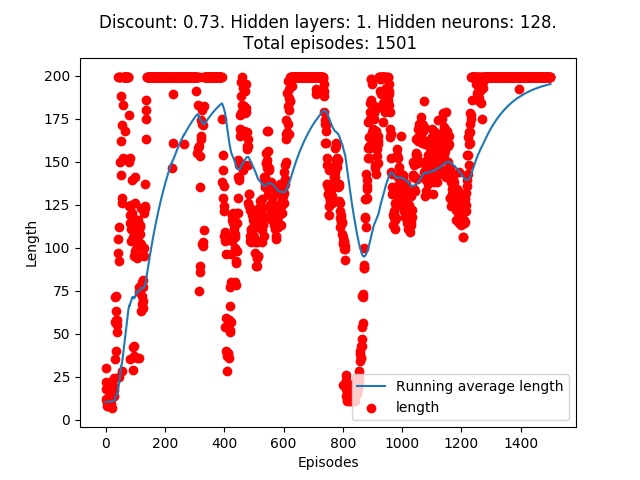 Discount: 0.73. Hidden layers: 1. Hidden neurons: 128.
Total episodes: 1501
200
175
150
125
100
75
50
25
0
Length
0 200 400 600 800 1000 1200 1400
Episodes
Running average length
length